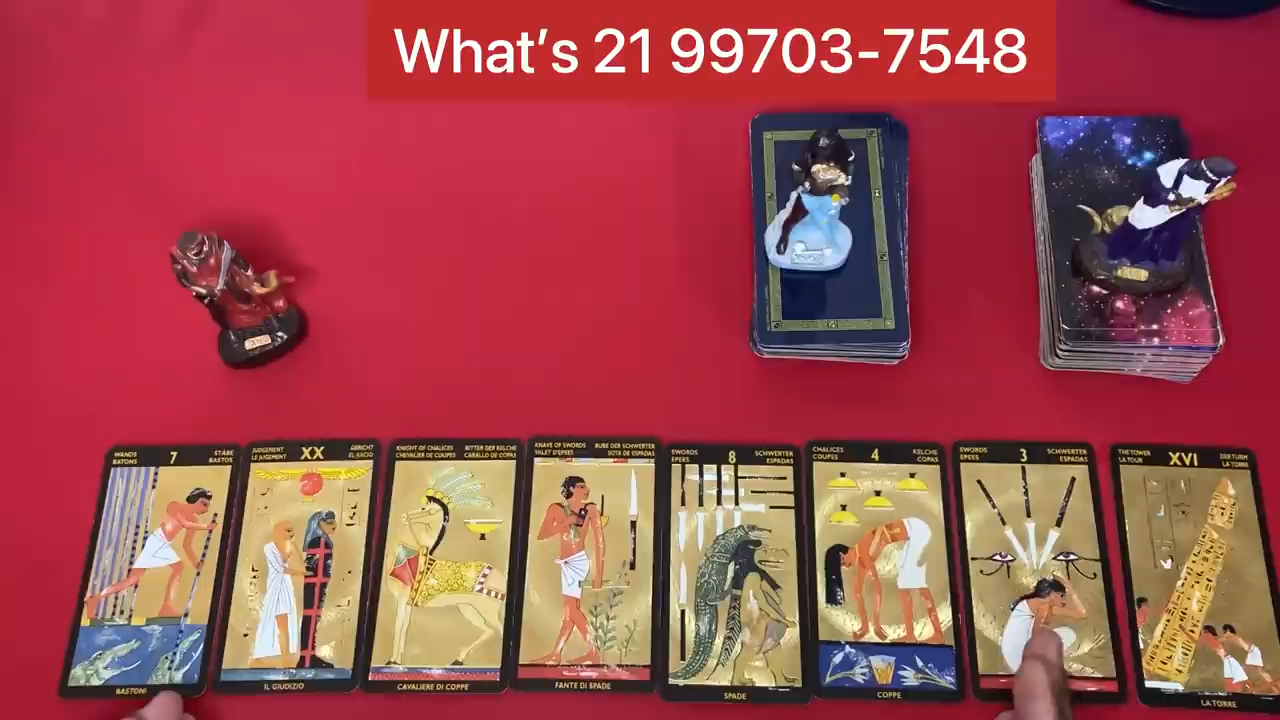 What’s 21 99703-7548
WANDS
BATONS
7
STÄBE
BASTOS
BASTONI
JUDGEMENT
LE JUGEMENT
XX
GERICHT
EL JUICIO
IL GIUDIZIO
KNIGHT OF CHALICES
CHEVALIER DE COUPES
RITTER DER KELCHE
CABALLO DE COPAS
CAVALIERE DI COPPE
KNAVE OF SWORDS
VALET D'EPEES
BUBE DER SCHWERTER
SOTA DE ESPADAS
FANTE DI SPADE
SWORDS
EPEES
8
SCHWERTER
ESPADAS
SPADE
CHALICES
COUPES
4
KELCHE
COPAS
COPPE
SWORDS
EPEES
3
SCHWERTER
ESPADAS
THE TOWER
LA TOUR
XVI
DER TURM
LA TORRE
LA TORRE